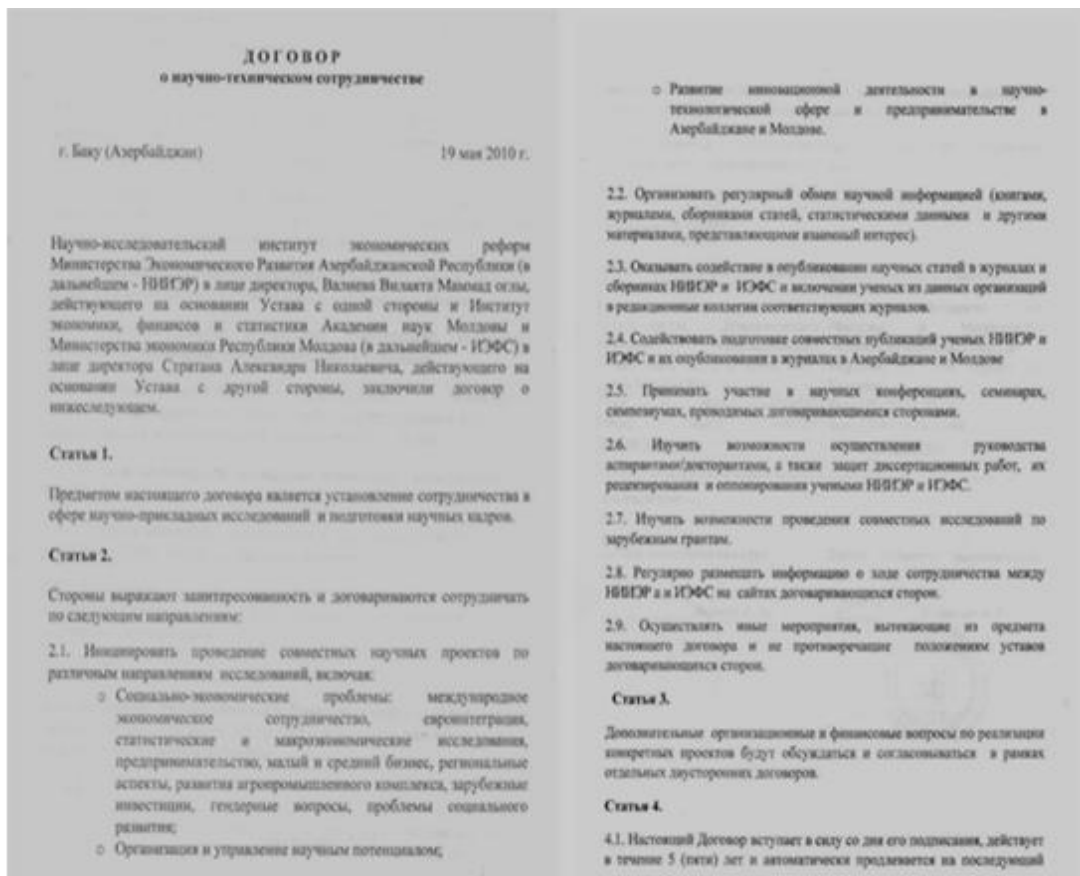 ДОГОВОР
о научно-техническом сотрудничестве
г. Баку (Азербайджан) 19 мая 2010 г.
Научно-исследовательский институт экономических реформ
Министерства Экономического Развития Азербайджанской Республики (в
дальнейшем - НИИЭР) в лице директора, Валиева Вилаята Маммад оглы,
действующего на основании Устава с одной стороны и Институт
экономики, финансов и статистики Академии наук Молдовы и
Министерства экономики Республики Молдова (в дальнейшем - ИЭФС) в
лице директора Стратана Александра Николаевича, действующего на
основании Устава с другой стороны, заключили договор о
нижеследующем.
Статья 1.
Предметом настоящего договора является установление сотрудничества в
сфере научно-прикладных исследований и подготовки научных кадров.
Статья 2.
Стороны выражают заинтересованность и договариваются сотрудничать
по следующим направлениям:
2.1. Инициировать проведение совместных научных проектов по
различным направлениям исследований, включая:
o Социально-экономические проблемы: международное
экономическое сотрудничество, евроинтеграция,
статистические и макроэкономические исследования,
предпринимательство, малый и средний бизнес, региональные
аспекты, развития агропромышленного комплекса, зарубежные
инвестиции, гендерные вопросы, проблемы социального
развития;
o Организация и управление научным потенциалом;
o Развитие инновационной деятельности в научно-
технологической сфере и предпринимательстве в
Азербайджане и Молдове.
2.2. Организовать регулярный обмен научной информацией (книгами,
журналами, сборниками статей, статистическими данными и другими
материалами, представляющими взаимный интерес).
2.3. Оказывать содействие в опубликовании научных статей в журналах и
сборниках НИИЭР и ИЭФС и включении ученых из данных организаций
в редакционные коллегии соответствующих журналов.
2.4. Содействовать подготовке совместных публикаций ученых НИИЭР и
ИЭФС и их опубликовании в журналах в Азербайджане и Молдове
2.5. Принимать участие в научных конференциях, семинарах,
симпозиумах, проводимых договаривающимися сторонами.
2.6. Изучить возможности осуществления руководства
аспирантами/докторантами, а также защит диссертационных работ, их
рецензирования и оппонирования учеными НИИЭР и ИЭФС.
2.7. Изучить возможности проведения совместных исследований по
зарубежным грантам.
2.8. Регулярно размещать информацию о ходе сотрудничества между
НИИЭР а и ИЭФС на сайтах договаривающихся сторон.
2.9. Осуществлять иные мероприятия, вытекающие из предмета
настоящего договора и не противоречащие положениям уставов
договаривающихся сторон.
Статья 3.
Дополнительные организационные и финансовые вопросы по реализации
конкретных проектов будут обсуждаться и согласовываться в рамках
отдельных двусторонних договоров.
Статья 4.
4.1. Настоящий Договор вступает в силу со дня его подписания, действует
в течение 5 (пяти) лет и автоматически продлевается на последующий